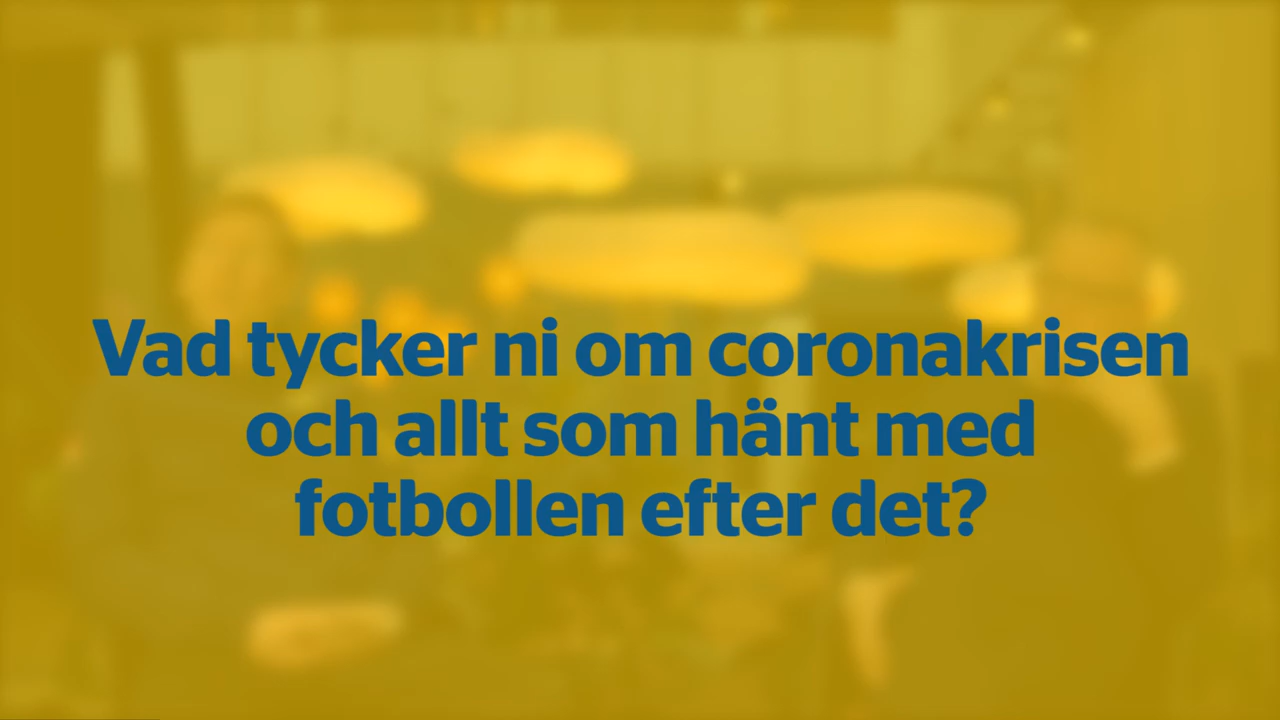 Vad tycker ni om coronakrisen
och allt som hänt med
fotbollen efter det?